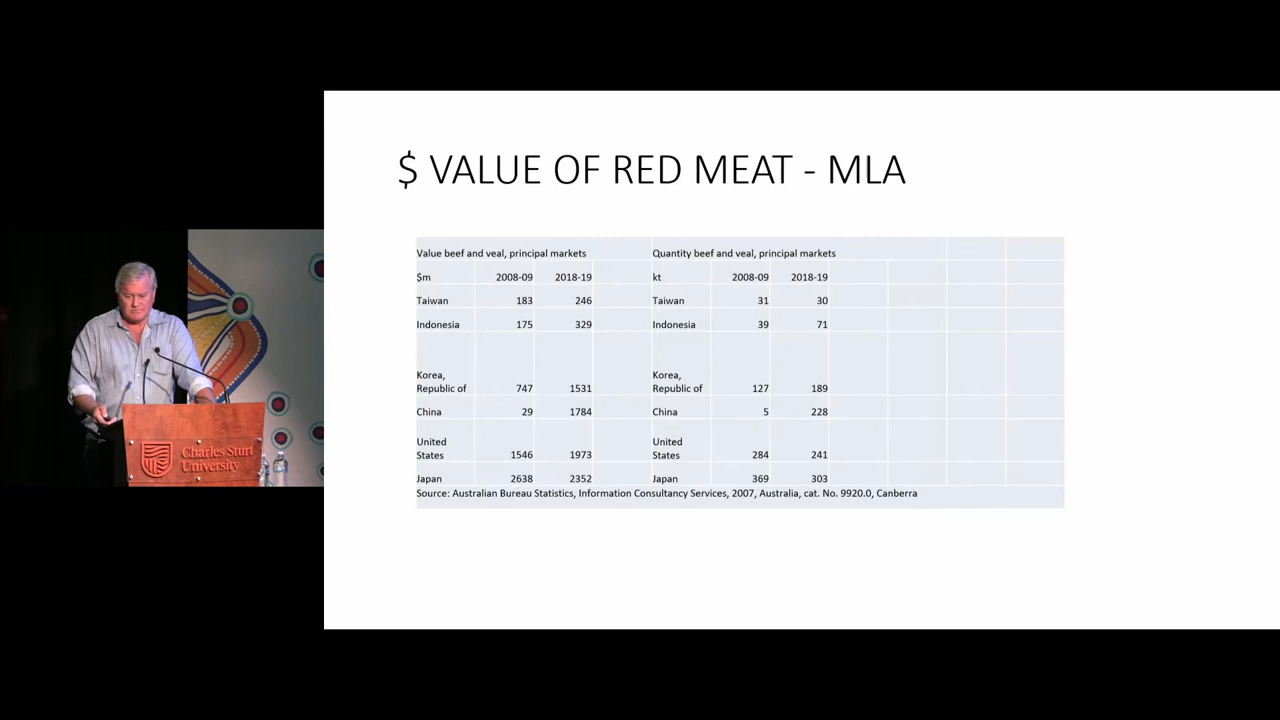 $ VALUE OF RED MEAT - MLA
Value beef and veal, principal markets Quantity beef and veal, principal markets
$m 2008-09 2018-19 kt 2008-09 2018-19
Taiwan 183 246 Taiwan 31 30
Indonesia 175 329 Indonesia 39 71
Korea, Korea,
Republic of 747 1531 Republic of 127 189
China 29 1784 China 5 228
United United
States 1546 1973 States 284 241
Japan 2638 2352 Japan 369 303
Source: Australian Bureau Statistics, Information Consultancy Services, 2007, Australia, cat. No. 9920.0, Canberra
Charles Sturt
University